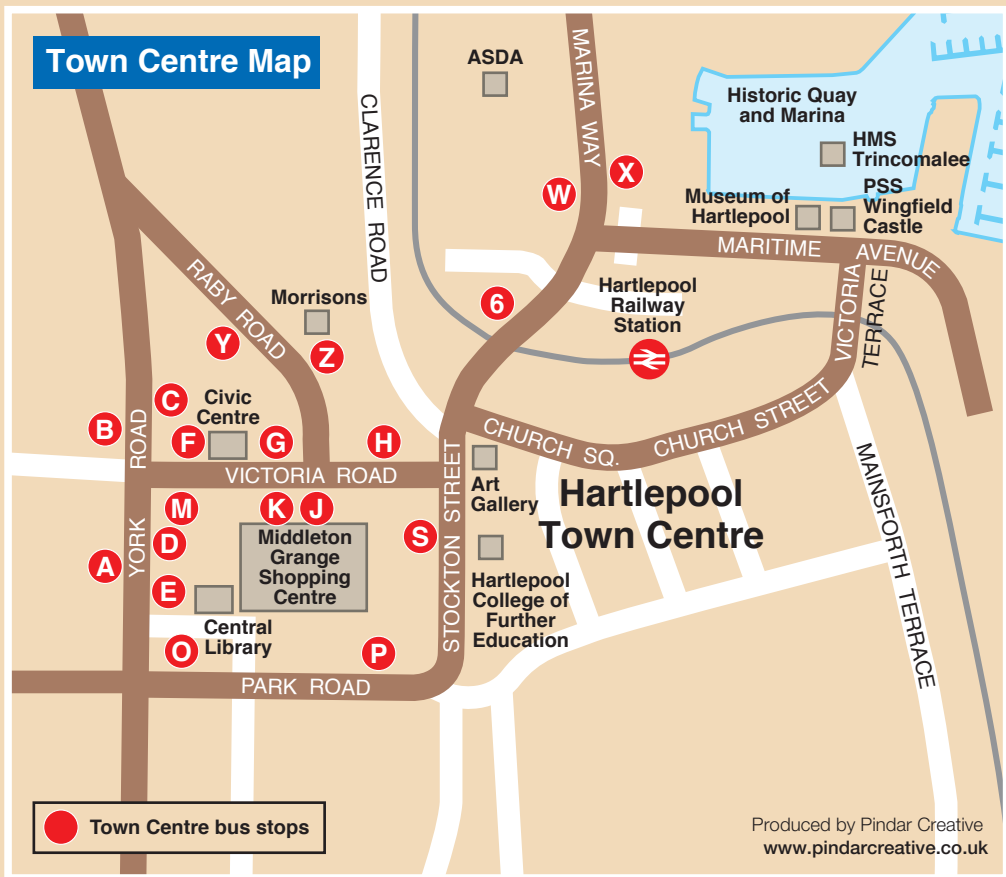 Town Centre Map
ASDA
MARINA WAY
CLARENCE ROAD
Historic Quay
and Marina
HMS
Trincomalee
PSS
Wingfield
Castle
Museum of
Hartlepool
W
X
MARITIME AVENUE
RABY ROAD
Morrisons
Y
Z
6
Hartlepool
Railway
Station
VICTORIA
TERRACE
B
C
Civic
Centre
F
G
H
YORK ROAD
VICTORIA ROAD
CHURCH SQ.
CHURCH STREET
STOCKTON STREET
Art
Gallery
Hartlepool
Town Centre
MAINSFORTH TERRACE
M
K
J
D
A
E
S
Middleton
Grange
Shopping
Centre
Hartlepool
College of
Further
Education
Central
Library
O
P
PARK ROAD
Town Centre bus stops
Produced by Pindar Creative
www.pindarcreative.co.uk